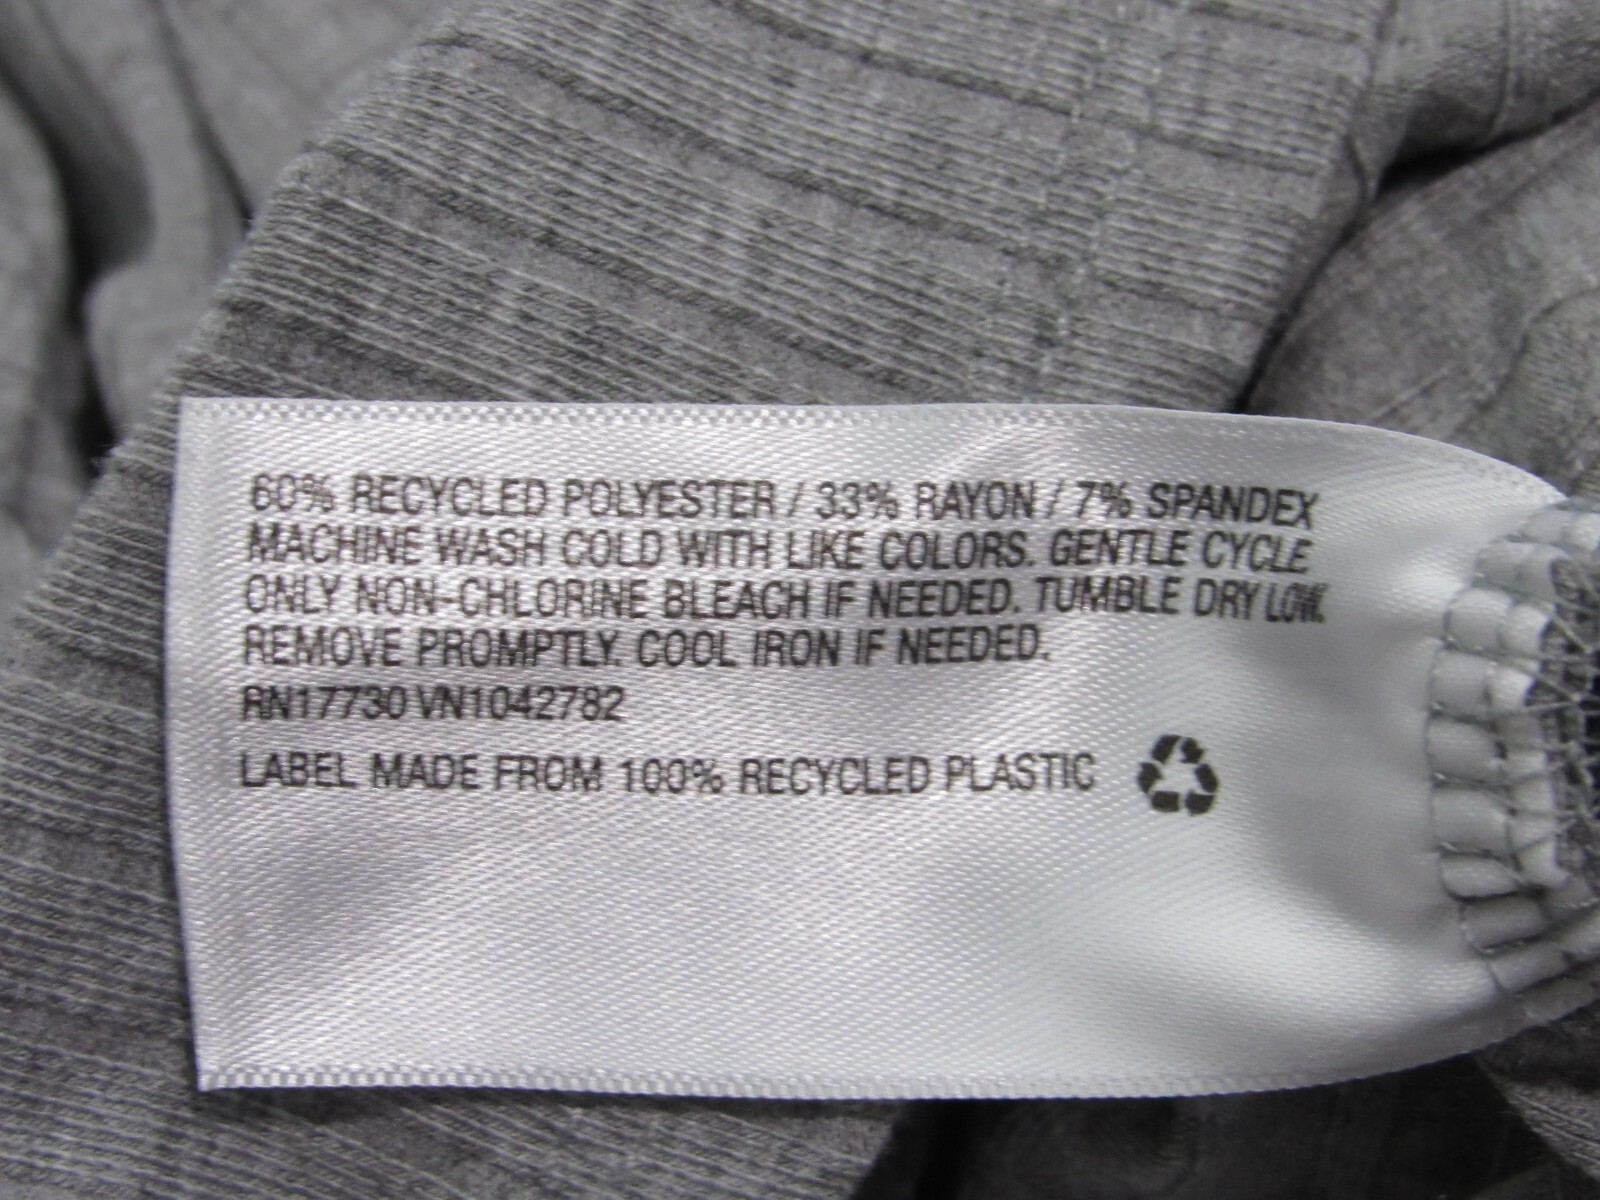 60% RECYCLED POLYESTER / 33% RAYON / 7% SPANDEX
MACHINE WASH COLD WITH LIKE COLORS. GENTLE CYCLE
ONLY NON-CHLORINE BLEACH IF NEEDED. TUMBLE DRY LOW.
REMOVE PROMPTLY. COOL IRON IF NEEDED.
RN17730 VN1042782
LABEL MADE FROM 100% RECYCLED PLASTIC